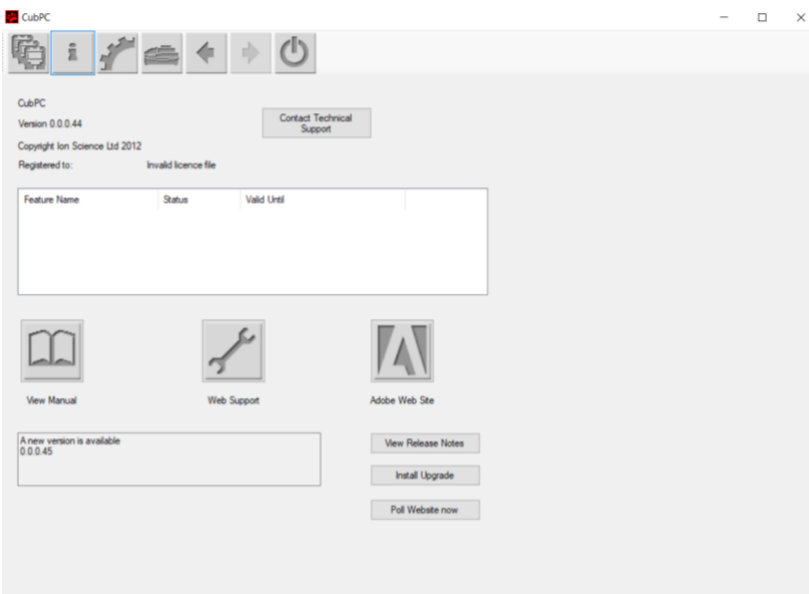 CubPC
i
CubPC
Version 0.0.0.44
Contact Technical
Support
Copyright Ion Science Ltd 2012
Registered to: Invalid licence file
Feature Name Status Valid Until
View Manual Web Support Adobe Web Site
A new version is available
0.0.0.45
View Release Notes
Install Upgrade
Poll Website now